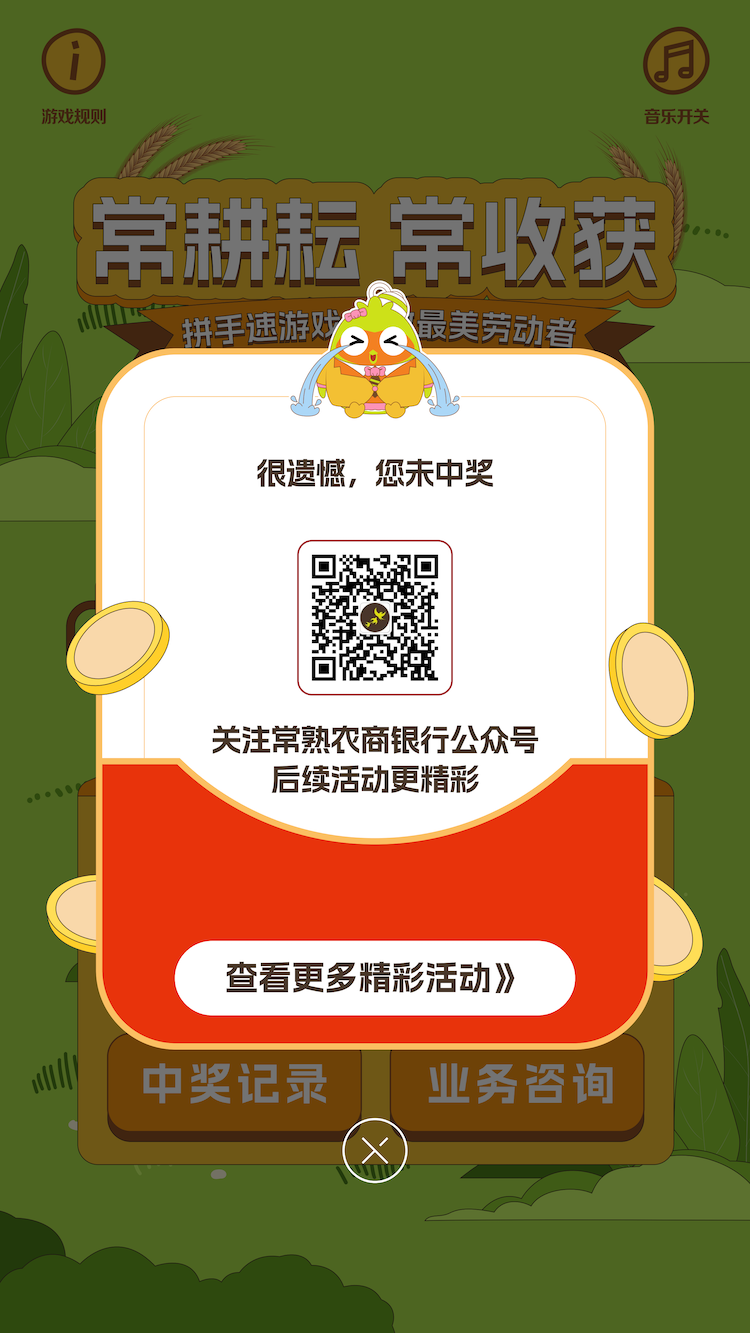 游戏规则
音乐开关
常耕耘 常收获
拼手速游戏
最美劳动者
很遗憾，您未中奖
关注常熟农商银行公众号
后续活动更精彩
查看更多精彩活动》
中奖记录
业务咨询